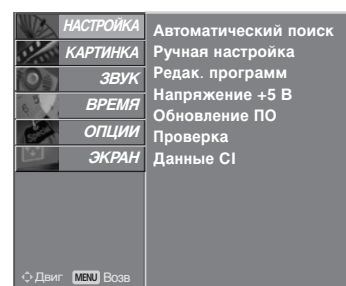 НАСТРОЙКА
КАРТИНКА
ЗВУК
ВРЕМЯ
ОПЦИИ
ЭКРАН
Автоматический поиск
Ручная настройка
Редак. программ
Напряжение +5 В
Обновление ПО
Проверка
Данные CI
Двиг MENU Возв